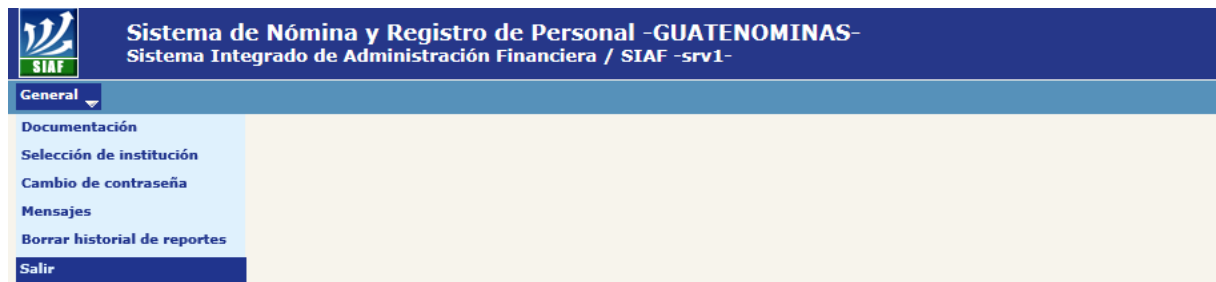 SIAF
Sistema de Nómina y Registro de Personal -GUATENOMINAS-
Sistema Integrado de Administración Financiera / SIAF -srv1-
General
Documentación
Selección de institución
Cambio de contraseña
Mensajes
Borrar historial de reportes
Salir